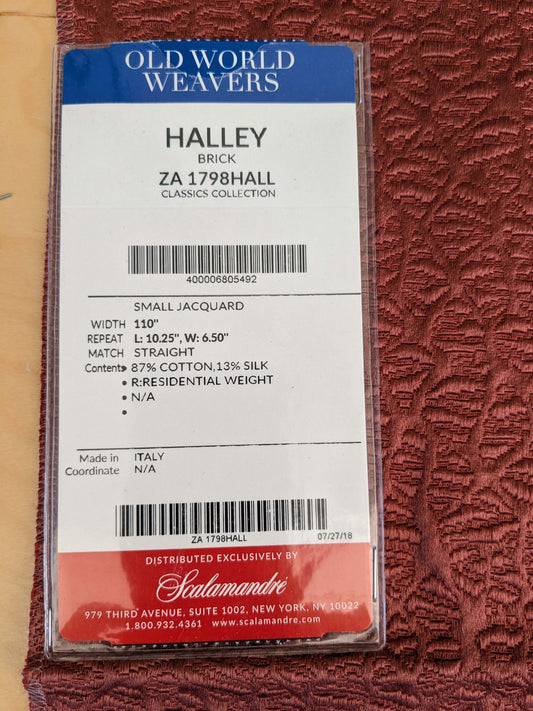 OLD WORLD
WEAVERS
HALLEY
BRICK
ZA 1798HALL
CLASSICS COLLECTION
400006805492
SMALL JACQUARD
WIDTH 110"
REPEAT L: 10.25", W: 6.50"
MATCH STRAIGHT
Contents • 87% COTTON,13% SILK
• R:RESIDENTIAL WEIGHT
• N/A
•
Made in ITALY
Coordinate N/A
ZA 1798HALL 07/27/18
DISTRIBUTED EXCLUSIVELY BY
Scalamandré
979 THIRD AVENUE, SUITE 1002, NEW YORK, NY 10022
1.800.932.4361 www.scalamandre.com